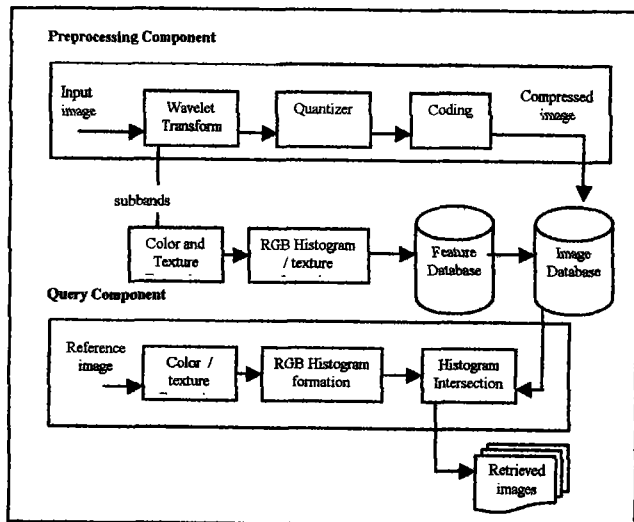 Preprocessing Component
Input
image
Wavelet
Transform
Quantizer
Coding
Compressed
image
subbands
Color and
Texture
RGB Histogram
/ texture
Feature
Database
Image
Database
Query Component
Reference
image
Color /
texture
RGB Histogram
formation
Histogram
Intersection
Retrieved
images